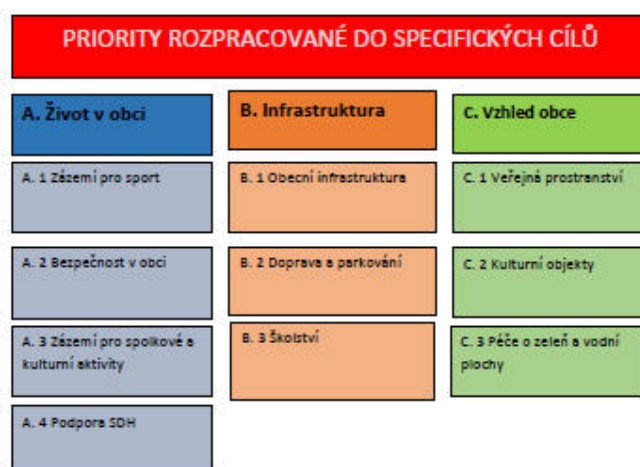 PRIORITY ROZPRACOVANÉ DO SPECIFICKÝCH CÍLŮ
A. Život v obci
A. 1 Zázemí pro sport
A. 2 Bezpečnost v obci
A. 3 Zázemí pro spolkové a
kulturní aktivity
A. 4 Podpora SDH
B. Infrastruktura
B. 1 Obecní infrastruktura
B. 2 Doprava a parkování
B. 3 Školství
C. Vzhled obce
C. 1 Veřejná prostranství
C. 2 Kulturní objekty
C. 3 Péče o zeleň a vodní
plochy